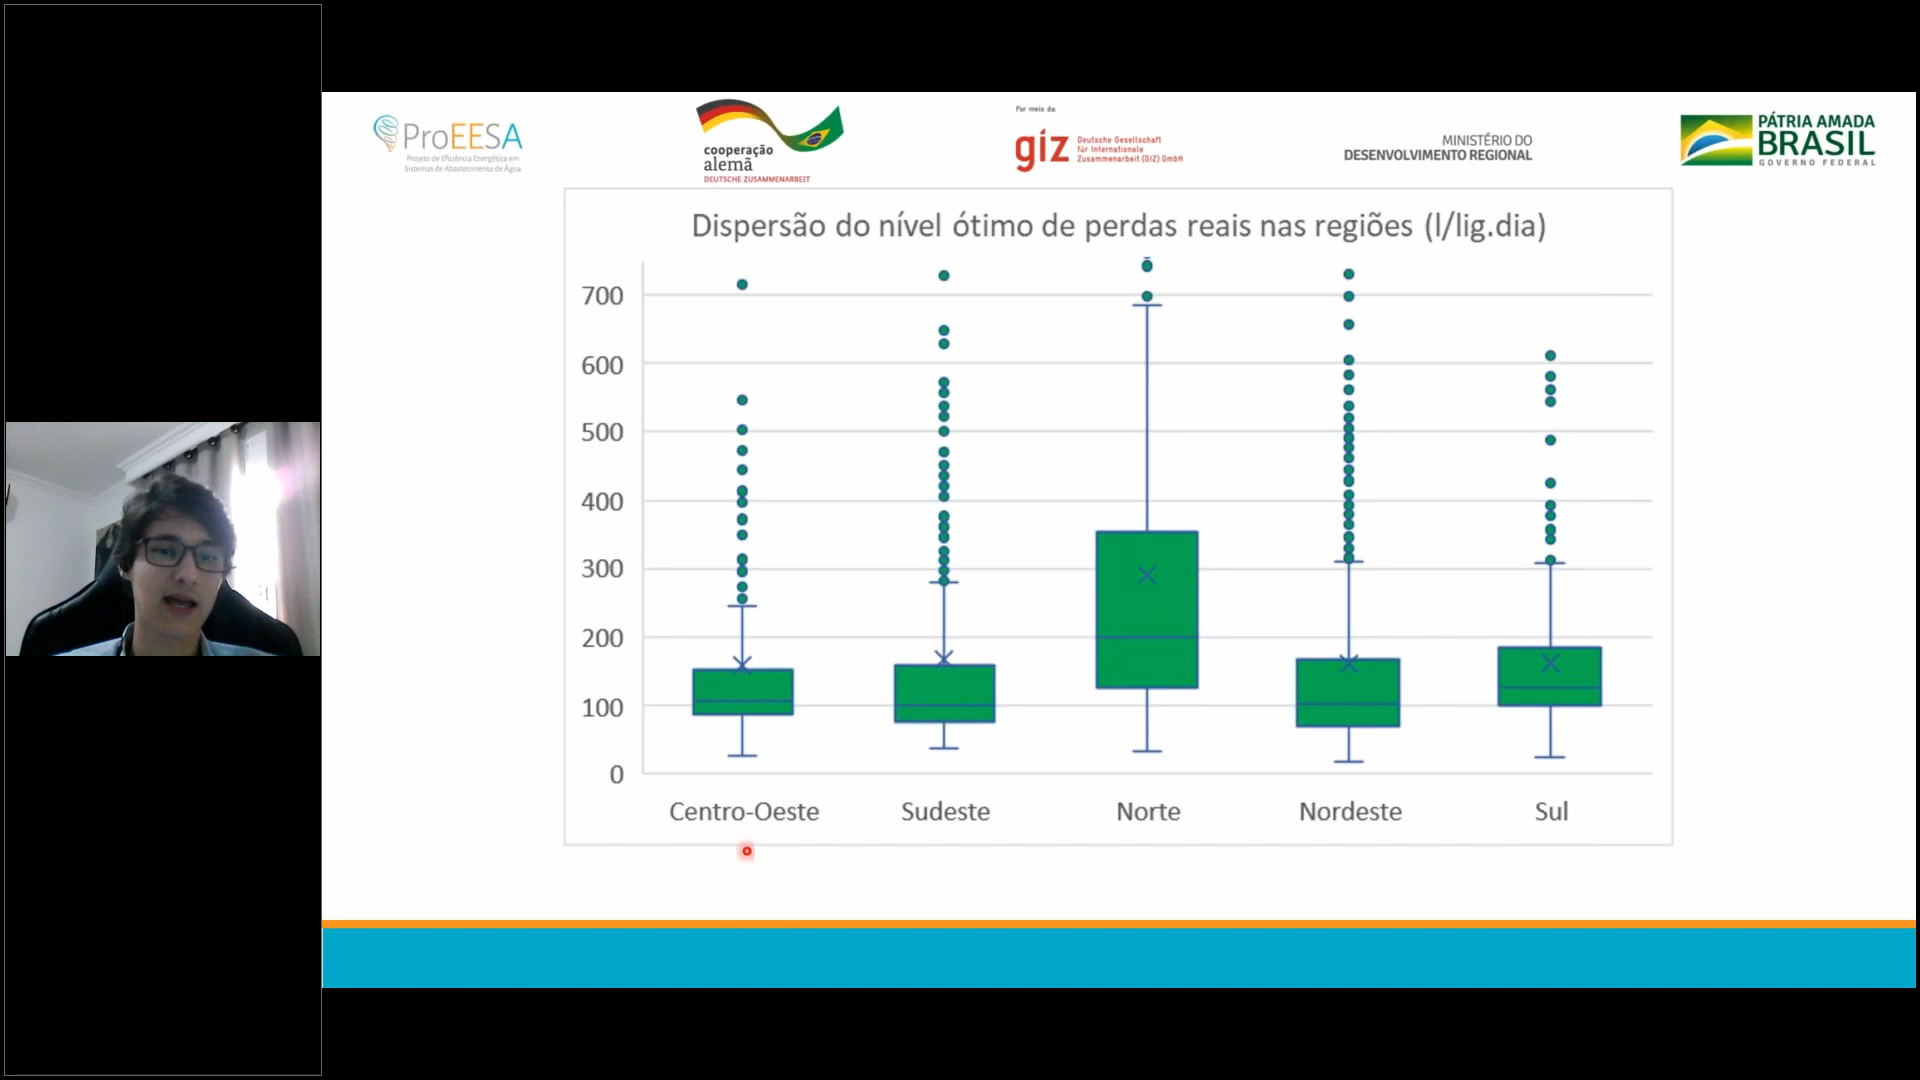 ProEESA
Projeto de Eficiência Energética em
Sistemas de Abastecimento de Água
cooperação
alemã
DEUTSCHE ZUSAMMENARBEIT
Por meio da:
giz
Deutsche Gesellschaft
für Internationale
Zusammenarbeit (GIZ) GmbH
MINISTÉRIO DO
DESENVOLVIMENTO REGIONAL
PÁTRIA AMADA
BRASIL
GOVERNO FEDERAL
Dispersão do nível ótimo de perdas reais nas regiões (l/lig.dia)
700
600
500
400
300
200
100
0
Centro-Oeste
Sudeste
Norte
Nordeste
Sul